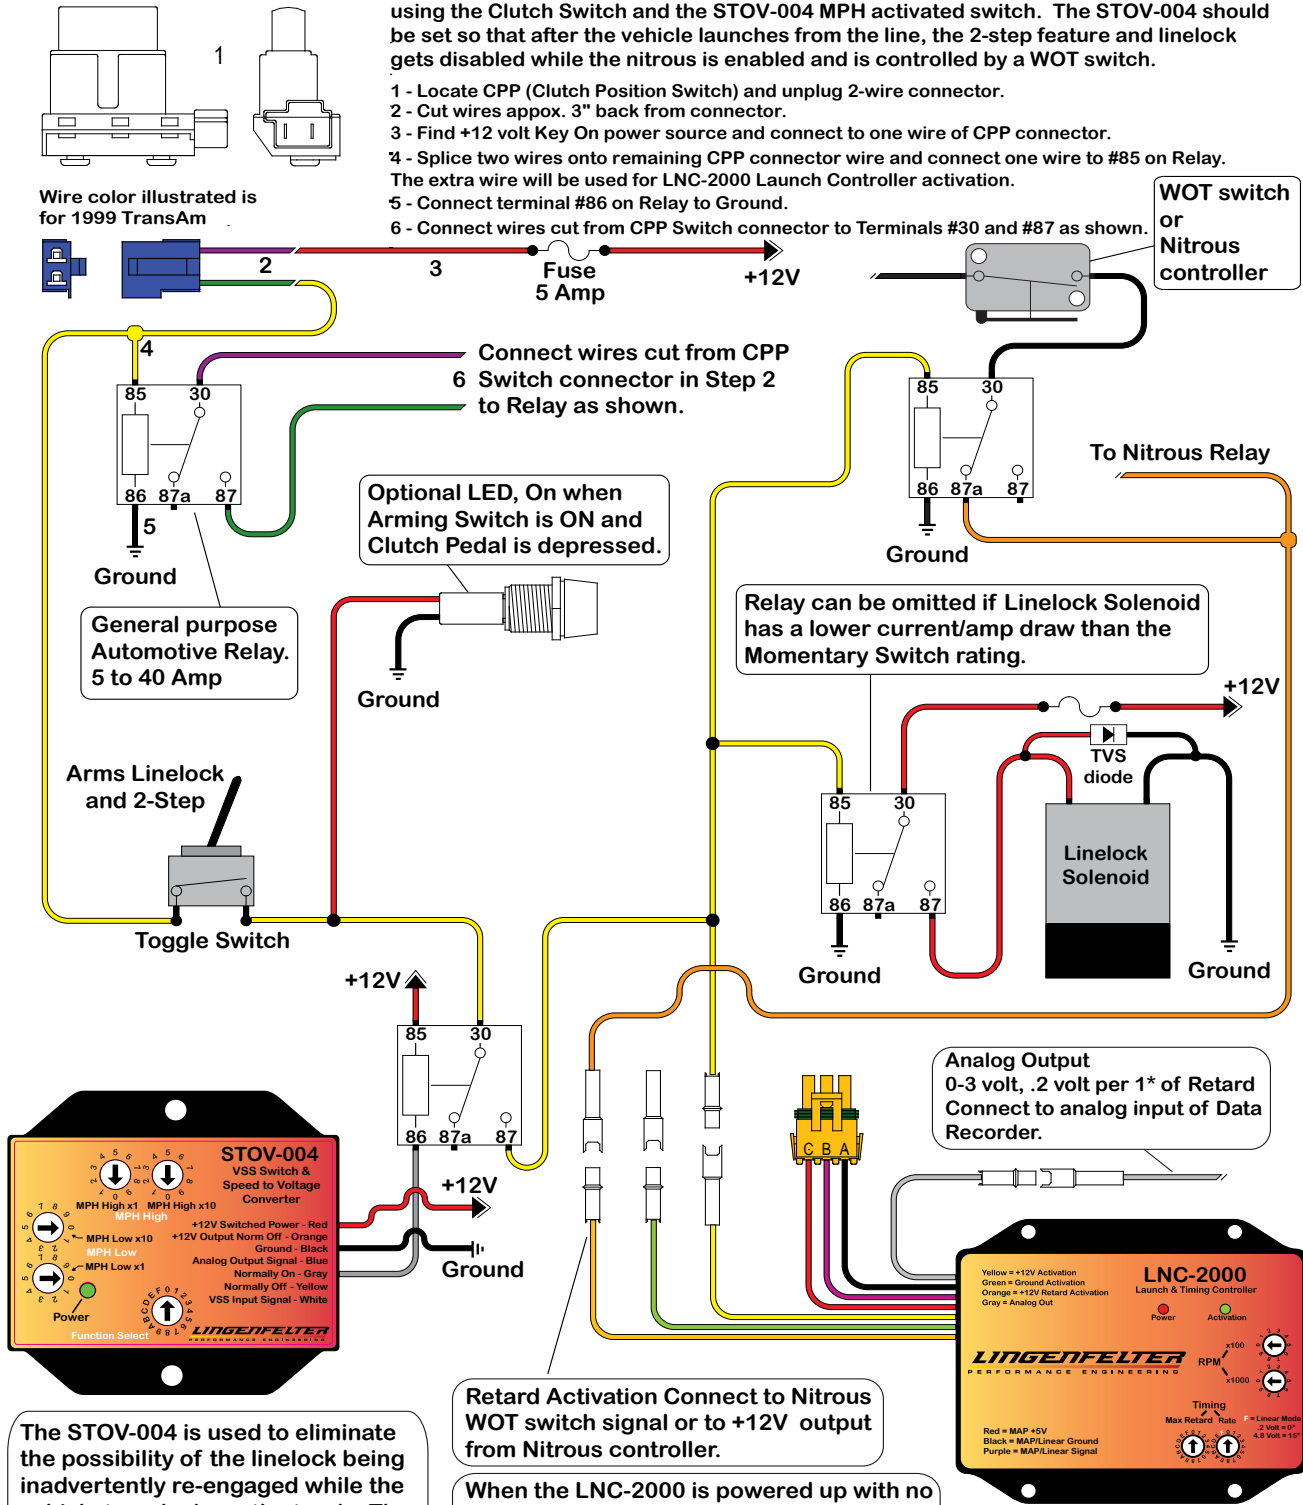 using the Clutch Switch and the STOV-004 MPH activated switch. The STOV-004 should
be set so that after the vehicle launches from the line, the 2-step feature and linelock
gets disabled while the nitrous is enabled and is controlled by a WOT switch.
1 - Locate CPP (Clutch Position Switch) and unplug 2-wire connector.
2 - Cut wires appox. 3" back from connector.
3 - Find +12 volt Key On power source and connect to one wire of CPP connector.
4 - Splice two wires onto remaining CPP connector wire and connect one wire to #85 on Relay.
The extra wire will be used for LNC-2000 Launch Controller activation.
5 - Connect terminal #86 on Relay to Ground.
6 - Connect wires cut from CPP Switch connector to Terminals #30 and #87 as shown.
1
Wire color illustrated is
for 1999 TransAm
2
3
Fuse
5 Amp
+12V
WOT switch
or
Nitrous
controller
4
85 30
86 87a 87
5
Ground
Connect wires cut from CPP
6 Switch connector in Step 2
to Relay as shown.
85 30
86 87a 87
Ground
To Nitrous Relay
Optional LED, On when
Arming Switch is ON and
Clutch Pedal is depressed.
Ground
General purpose
Automotive Relay.
5 to 40 Amp
Relay can be omitted if Linelock Solenoid
has a lower current/amp draw than the
Momentary Switch rating.
+12V
TVS
diode
85 30
86 87a 87
Ground
Linelock
Solenoid
Ground
Arms Linelock
and 2-Step
Toggle Switch
+12V
85 30
86 87a 87
+12V
Ground
Analog Output
0-3 volt, .2 volt per 1* of Retard
Connect to analog input of Data
Recorder.
C B A
STOV-004
VSS Switch &
Speed to Voltage
Converter
MPH High x1 MPH High x10
MPH High
MPH Low x10
MPH Low
MPH Low x1
Power
Function Select
+12V Switched Power - Red
+12V Output Norm Off - Orange
Ground - Black
Analog Output Signal - Blue
Normally On - Gray
Normally Off - Yellow
VSS Input Signal - White
LINGENFELTER
PERFORMANCE ENGINEERING
Yellow = +12V Activation
Green = Ground Activation
Orange = +12V Retard Activation
Gray = Analog Out
LNC-2000
Launch & Timing Controller
Power Activation
LINGENFELTER
PERFORMANCE ENGINEERING
x100
RPM
x1000
Timing
Max Retard Rate
F = Linear Mode
.2 Volt = 0°
4.8 Volt = 15°
Red = MAP +5V
Black = MAP/Linear Ground
Purple = MAP/Linear Signal
Retard Activation Connect to Nitrous
WOT switch signal or to +12V output
from Nitrous controller.
The STOV-004 is used to eliminate
the possibility of the linelock being
inadvertently re-engaged while the
When the LNC-2000 is powered up with no